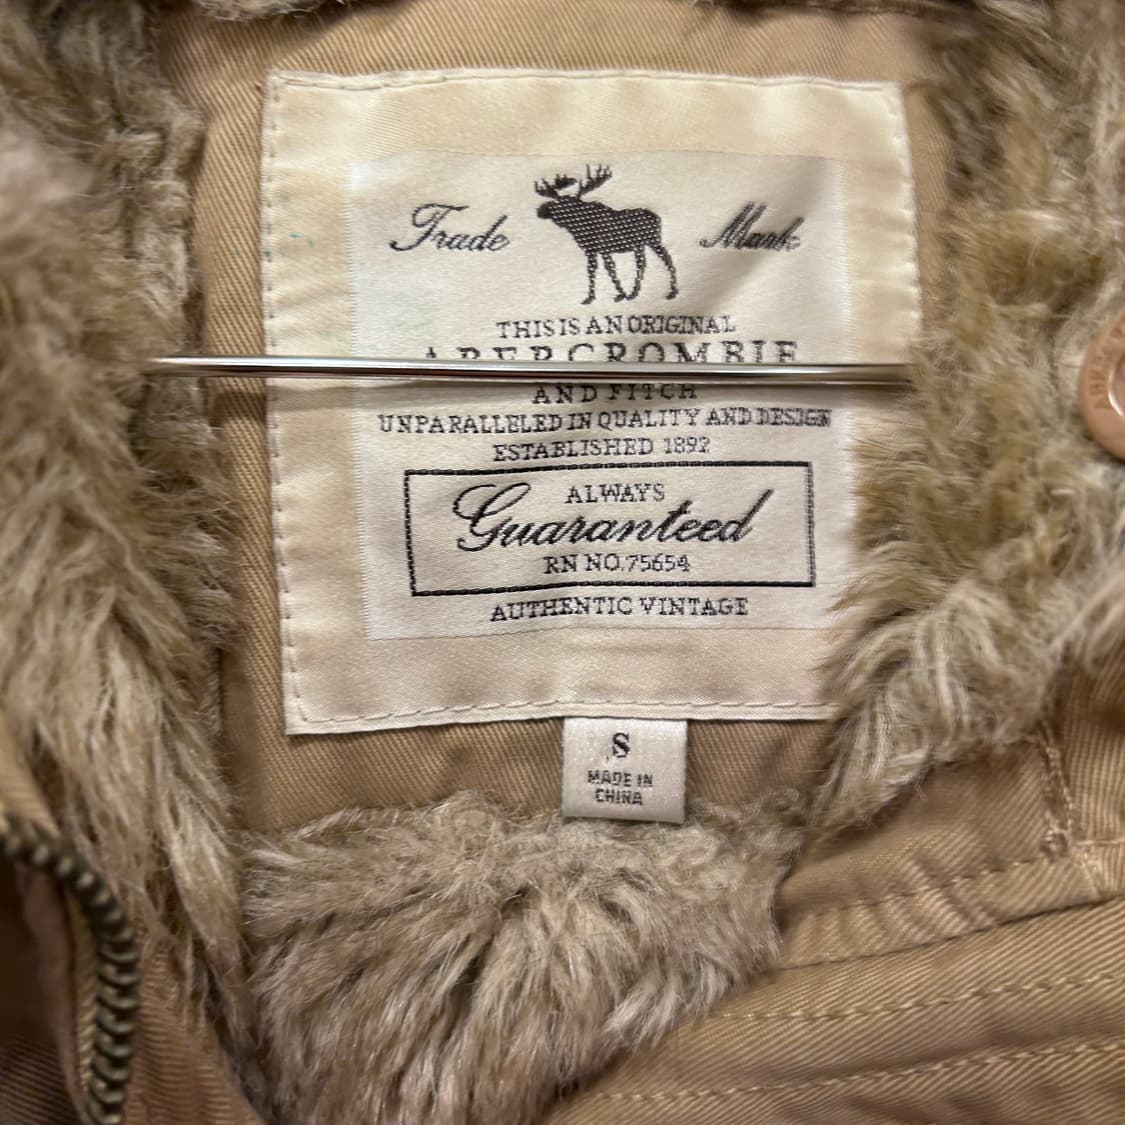 Trade Mark
THIS IS AN ORIGINAL
ABERCROMBIE
AND FITCH
UNPARALLELED IN QUALITY AND DESIGN
ESTABLISHED 1892
ALWAYS
Guaranteed
RN NO.75654
AUTHENTIC VINTAGE
S
MADE IN
CHINA